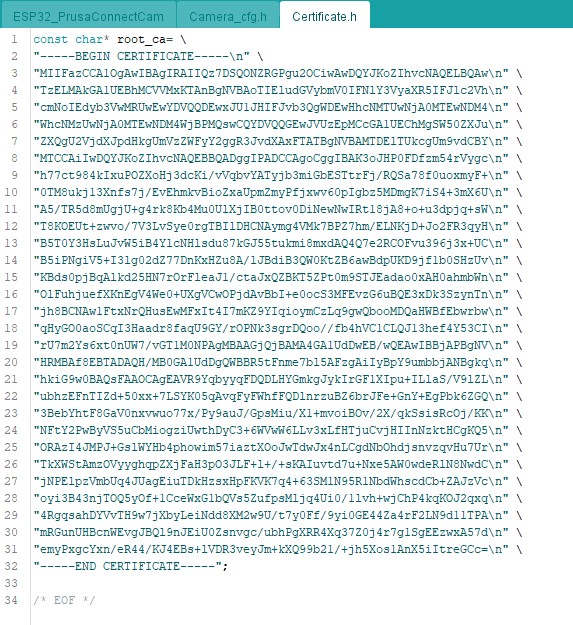 ESP32_PrusaConnectCam
Camera_cfg.h
Certificate.h
1 const char* root_ca= \
2 "-----BEGIN CERTIFICATE-----\n" \
3 "MIIFazCCA1OgAwIBAgIRAIIQz7DSQONZRGPgu2OCiwAwDQYJKoZIhvcNAQELBQAw\n" \
4 "TzELMAkGA1UEBhMCVVMxKTAnBgNVBAoTIEludGVybmV0IFNlY3VyaXR5IFJlc2Vh\n" \
5 "cmNoIEdyb3VwMRUwEwYDVQQDEwxJU1JHIFJvb3QgWDEwHhcNMTUwNjA0MTEwNDM4\n" \
6 "WhcNMzUwNjA0MTEwNDM4WjBPMQswCQYDVQQGEwJVUzEpMCcGA1UEChMgSW50ZXJu\n" \
7 "ZXQgU2VjdXJpdHkgUmVzZWFyY2ggR3JvdXAxFTATBgNVBAMTDElTUkcgUm9vdCBY\n" \
8 "MTCCAiIwDQYJKoZIhvcNAQEBBQADggIPADCCAgoCggIBAK3oJHP0FDfzm54rVygc\n" \
9 "h77ct984kIxuPOZXoHj3dcKi/vVqbvYATyjb3miGbESTtrFj/RQSa78f0uoxmyF+\n" \
10 "0TM8ukj13Xnfs7j/EvEhmkvBioZxaUpmZmyPfjxwv60pIgbz5MDmgK7iS4+3mX6U\n" \
11 "A5/TR5d8mUgjU+g4rk8Kb4Mu0UlXjIB0ttov0DiNewNwIRt18jA8+o+u3dpjq+sW\n" \
12 "T8KOEUt+zwvo/7V3LvSye0rgTBIlDHCNAymg4VMk7BPZ7hm/ELNKjD+Jo2FR3qyH\n" \
13 "B5T0Y3HsLuJvW5iB4YlcNHlsdu87kGJ55tukmi8mxdAQ4Q7e2RCOFvu396j3x+UC\n" \
14 "B5iPNgiV5+I3lg02dZ77DnKxHZu8A/lJBdiB3QW0KtZB6awBdpUKD9jf1b0SHzUv\n" \
15 "KBds0pjBqAlkd25HN7rOrFleaJ1/ctaJxQZBKT5ZPt0m9STJEadao0xAH0ahmbWn\n" \
16 "OlFuhjuefXKnEgV4We0+UXgVCwOPjdAvBbI+e0ocS3MFEvzG6uBQE3xDk3SzynTn\n" \
17 "jh8BCNAw1FtxNrQHusEwMFxIt4I7mKZ9YIqioymCzLq9gwQbooMDQaHWBfEbwrbw\n" \
18 "qHyGO0aoSCqI3Haadr8faqU9GY/rOPNk3sgrDQoo//fb4hVC1CLQJ13hef4Y53CI\n" \
19 "rU7m2Ys6xt0nUW7/vGT1M0NPAgMBAAGjQjBAMA4GA1UdDwEB/wQEAwIBBjAPBgNV\n" \
20 "HRMBAf8EBTADAQH/MB0GA1UdDgQWBBR5tFnme7bl5AFzgAiIyBpY9umbbjANBgkq\n" \
21 "hkiG9w0BAQsFAAOCAgEAVR9YqbyyqFDQDLHYGmkgJykIrGF1XIpu+ILlaS/V9lZL\n" \
22 "ubhzEFnTIZd+50xx+7LSYK05qAvqFyFWhfFQDlnrzuBZ6brJFe+GnY+EgPbk6ZGQ\n" \
23 "3BebYhtF8GaV0nxvwuo77x/Py9auJ/GpsMiu/X1+mvoiBOv/2X/qkSsisRcOj/KK\n" \
24 "NFtY2PwByVS5uCbMiogziUwthDyC3+6WVwW6LLv3xLfHTjuCvjHIInNzktHCgKQ5\n" \
25 "ORAzI4JMPJ+GslWYHb4phowim57iaztXOoJwTdwJx4nLCgdNbOhdjsnvzqvHu7Ur\n" \
26 "TkXWStAmzOVyyghqpZXjFaH3pO3JLF+l+/+sKAIuvtd7u+Nxe5AW0wdeRlN8NwdC\n" \
27 "jNPElpzVmbUq4JUagEiuTDkHzsxHpFKVK7q4+63SM1N95R1NbdWhscdCb+ZAJzVc\n" \
28 "oyi3B43njTOQ5yOf+1CceWxG1bQVs5ZufpsMljq4Ui0/1lvh+wjChP4kqKOJ2qxq\n" \
29 "4RgqsahDYVvTH9w7jXbyLeiNdd8XM2w9U/t7y0Ff/9yi0GE44Za4rF2LN9d11TPA\n" \
30 "mRGunUHBcnWEvgJBQl9nJEiU0Zsnvgc/ubhPgXRR4Xq37Z0j4r7g1SgEEzwxA57d\n" \
31 "emyPxgcYxn/eR44/KJ4EBs+lVDR3veyJm+kXQ99b21/+jh5Xos1AnX5iItreGCc=\n" \
32 "-----END CERTIFICATE-----";
33
34 /* EOF */